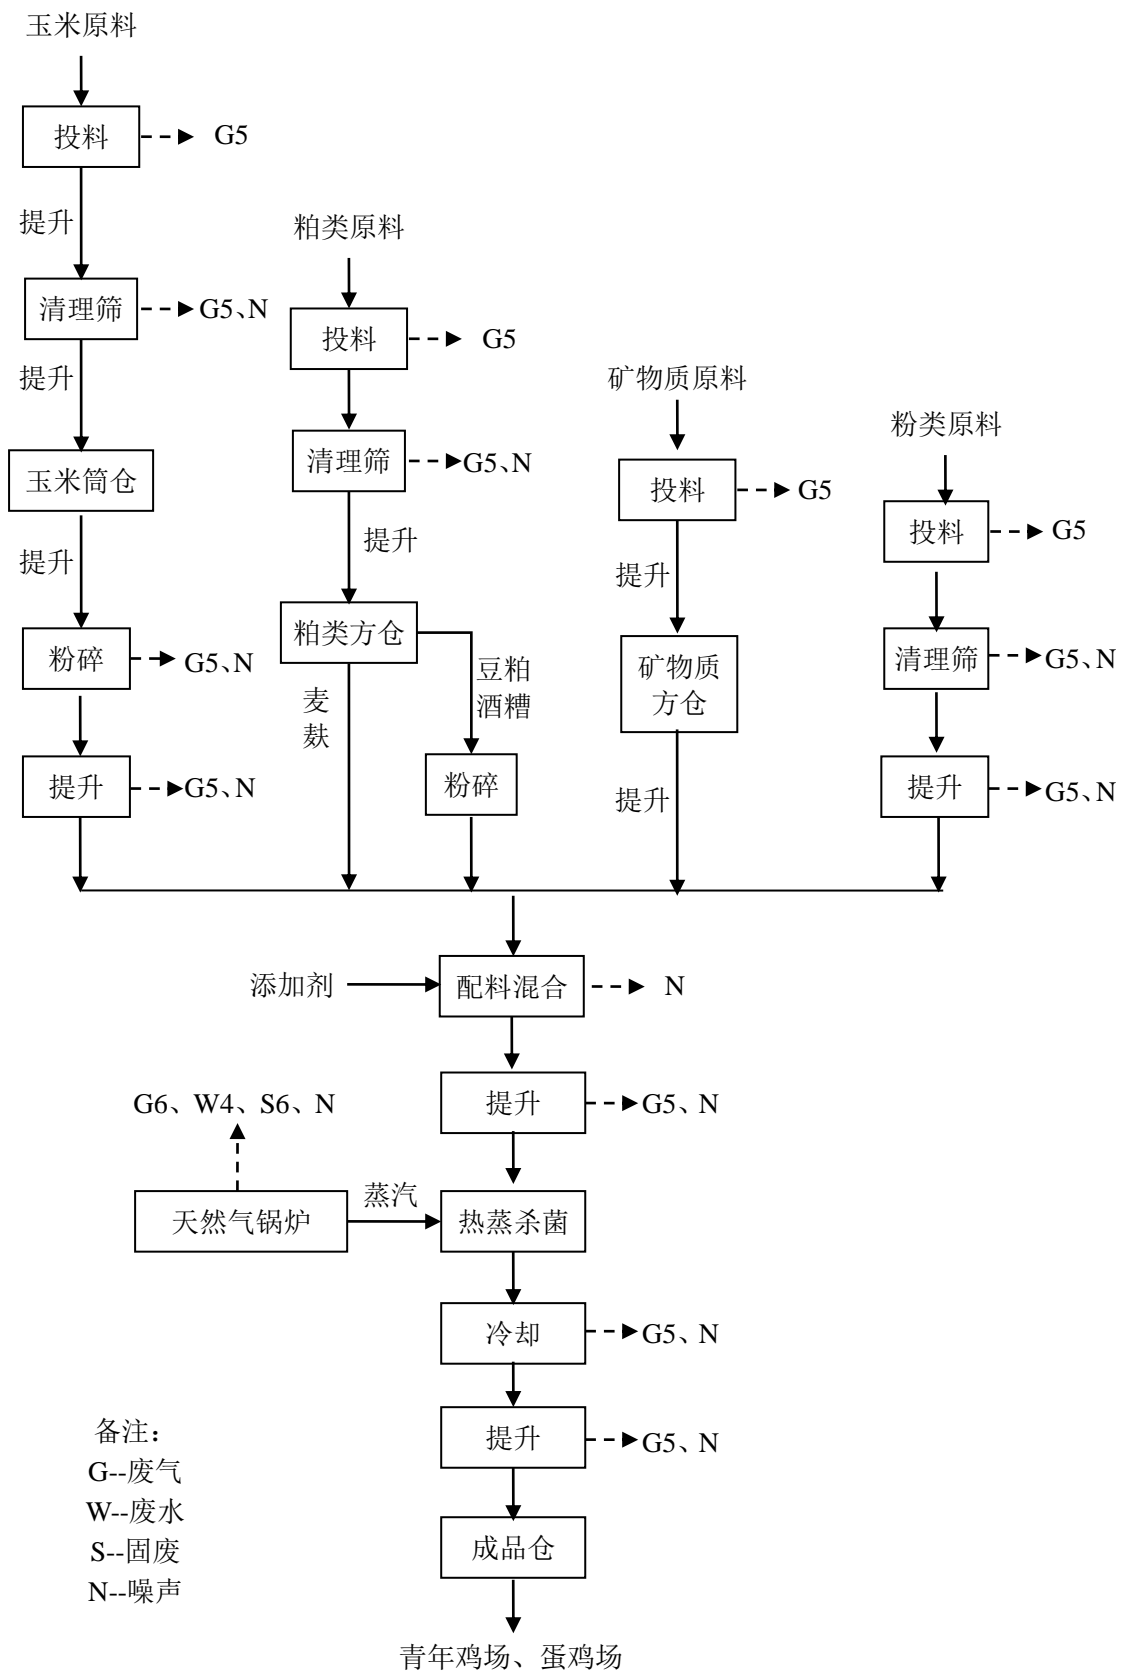 玉米原料
投料
G5
提升
清理筛
G5、N
提升
玉米筒仓
提升
粉碎
G5、N
提升
G5、N
粕类原料
投料
G5
清理筛
G5、N
提升
粕类方仓
麦
麸
豆粕
酒糟
粉碎
矿物质原料
投料
G5
提升
矿物质
方仓
提升
粉类原料
投料
G5
清理筛
G5、N
提升
G5、N
添加剂
配料混合
N
提升
G5、N
G6、W4、S6、N
天然气锅炉
蒸汽
热蒸杀菌
冷却
G5、N
提升
G5、N
成品仓
青年鸡场、蛋鸡场
备注：
G--废气
W--废水
S--固废
N--噪声